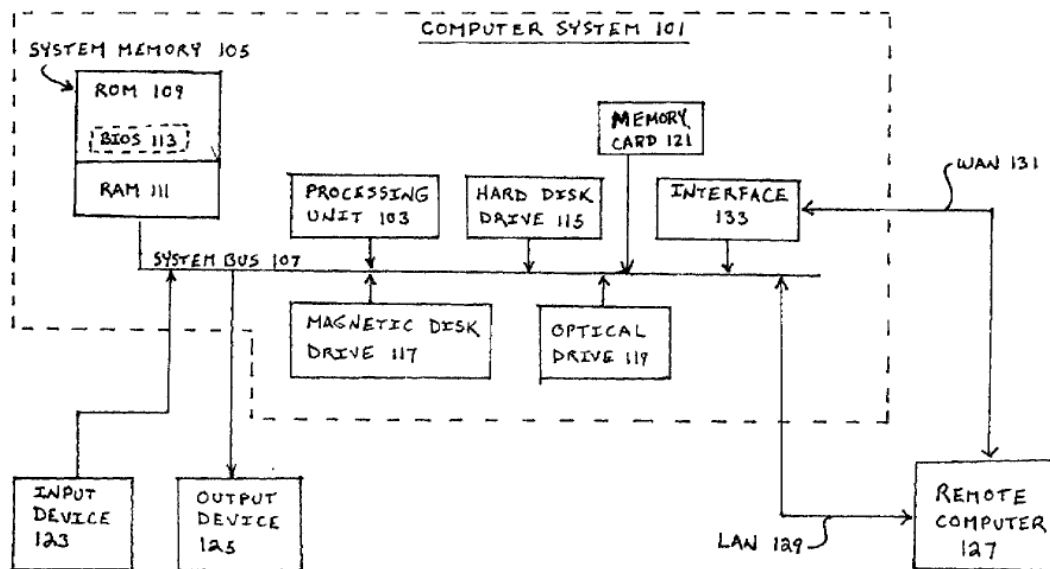 COMPUTER SYSTEM 101
SYSTEM MEMORY 105
ROM 109
BIOS 113
RAM 111
MEMORY
CARD 121
WAN 131
PROCESSING
UNIT 103
HARD DISK
DRIVE 115
INTERFACE
133
SYSTEM BUS 107
MAGNETIC DISK
DRIVE 117
OPTICAL
DRIVE 119
INPUT
DEVICE
123
OUTPUT
DEVICE
125
LAN 129
REMOTE
COMPUTER
127